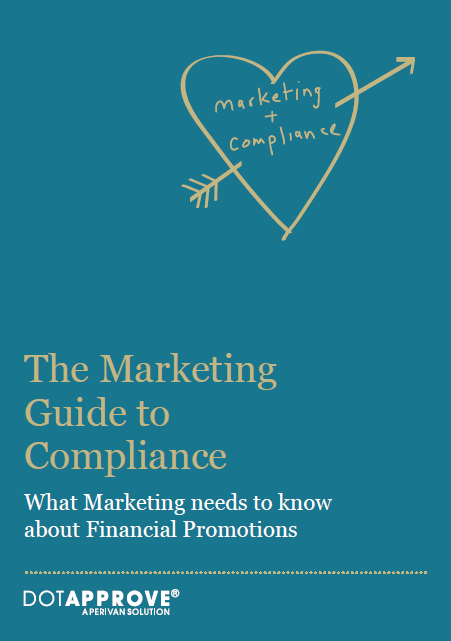 marketing
+
compliance
The Marketing
Guide to
Compliance
What Marketing needs to know
about Financial Promotions
DOTAPPROVE®
A PERIVAN SOLUTION